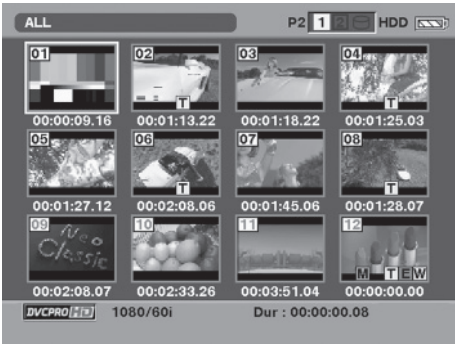 ALL P2 1 2 HDD
01 02 03 04
T T
00:00:09.16 00:01:13.22 00:01:18.22 00:01:25.03
05 06 07 08
T T
00:01:27.12 00:02:08.06 00:01:45.06 00:01:28.07
09 10 11 12
Neo
Classic
M T E W
00:02:08.07 00:02:33.26 00:03:51.04 00:00:00.00
DVCPRO HD 1080/60i Dur : 00:00:00.08